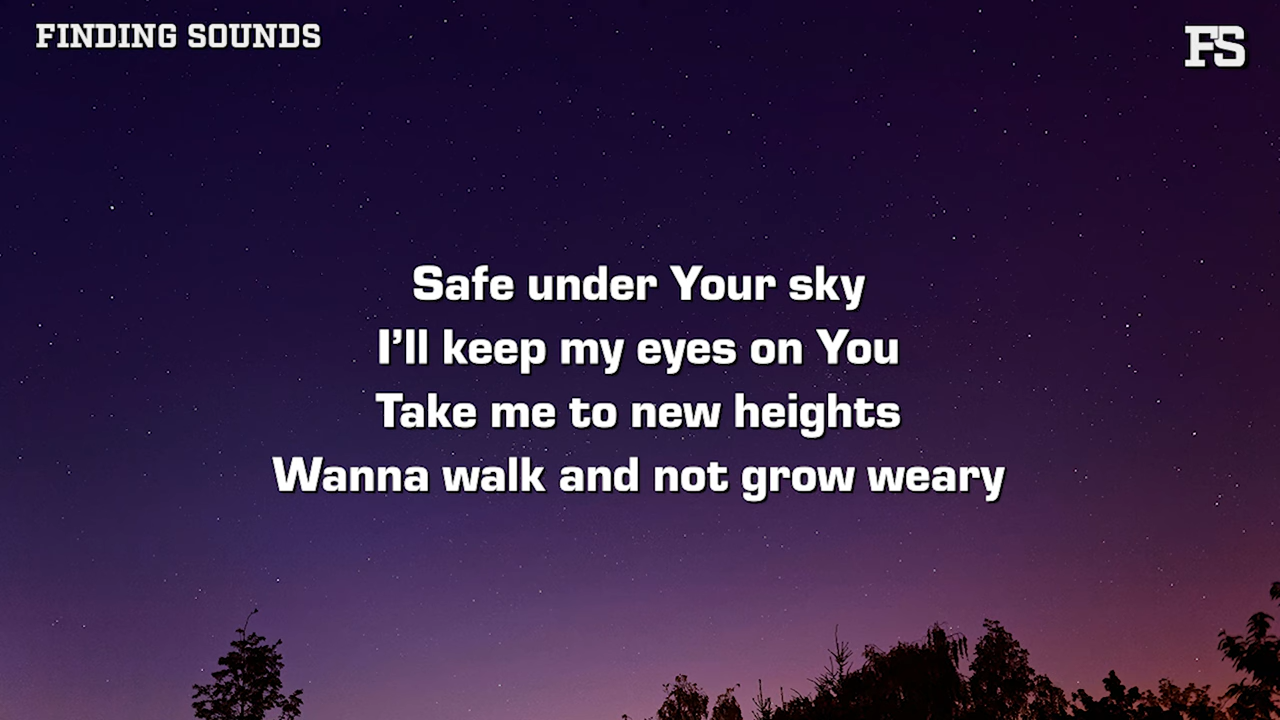 FINDING SOUNDS
FS
Safe under Your sky
I’ll keep my eyes on You
Take me to new heights
Wanna walk and not grow weary